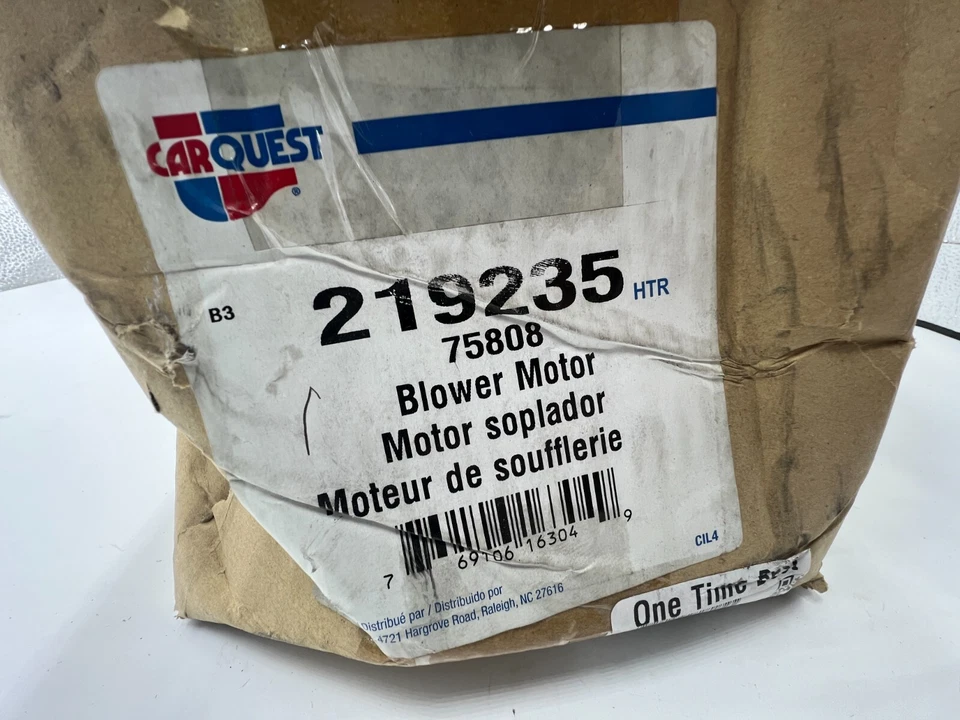 CARQUEST®
B3
219235 HTR
75808
Blower Motor
Motor soplador
Moteur de soufflerie
7 69106 16304 9
CIL4
Distribué par / Distribuido por
4721 Hargrove Road, Raleigh, NC 27616
One Time